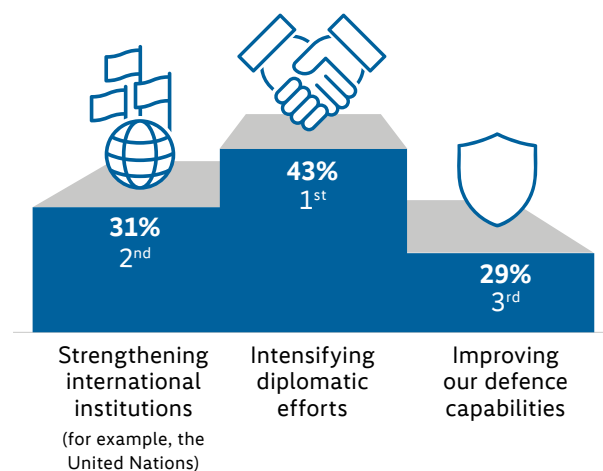 43%
1st
31%
2nd
29%
3rd
Strengthening
international
institutions
(for example, the
United Nations)
Intensifying
diplomatic
efforts
Improving
our defence
capabilities